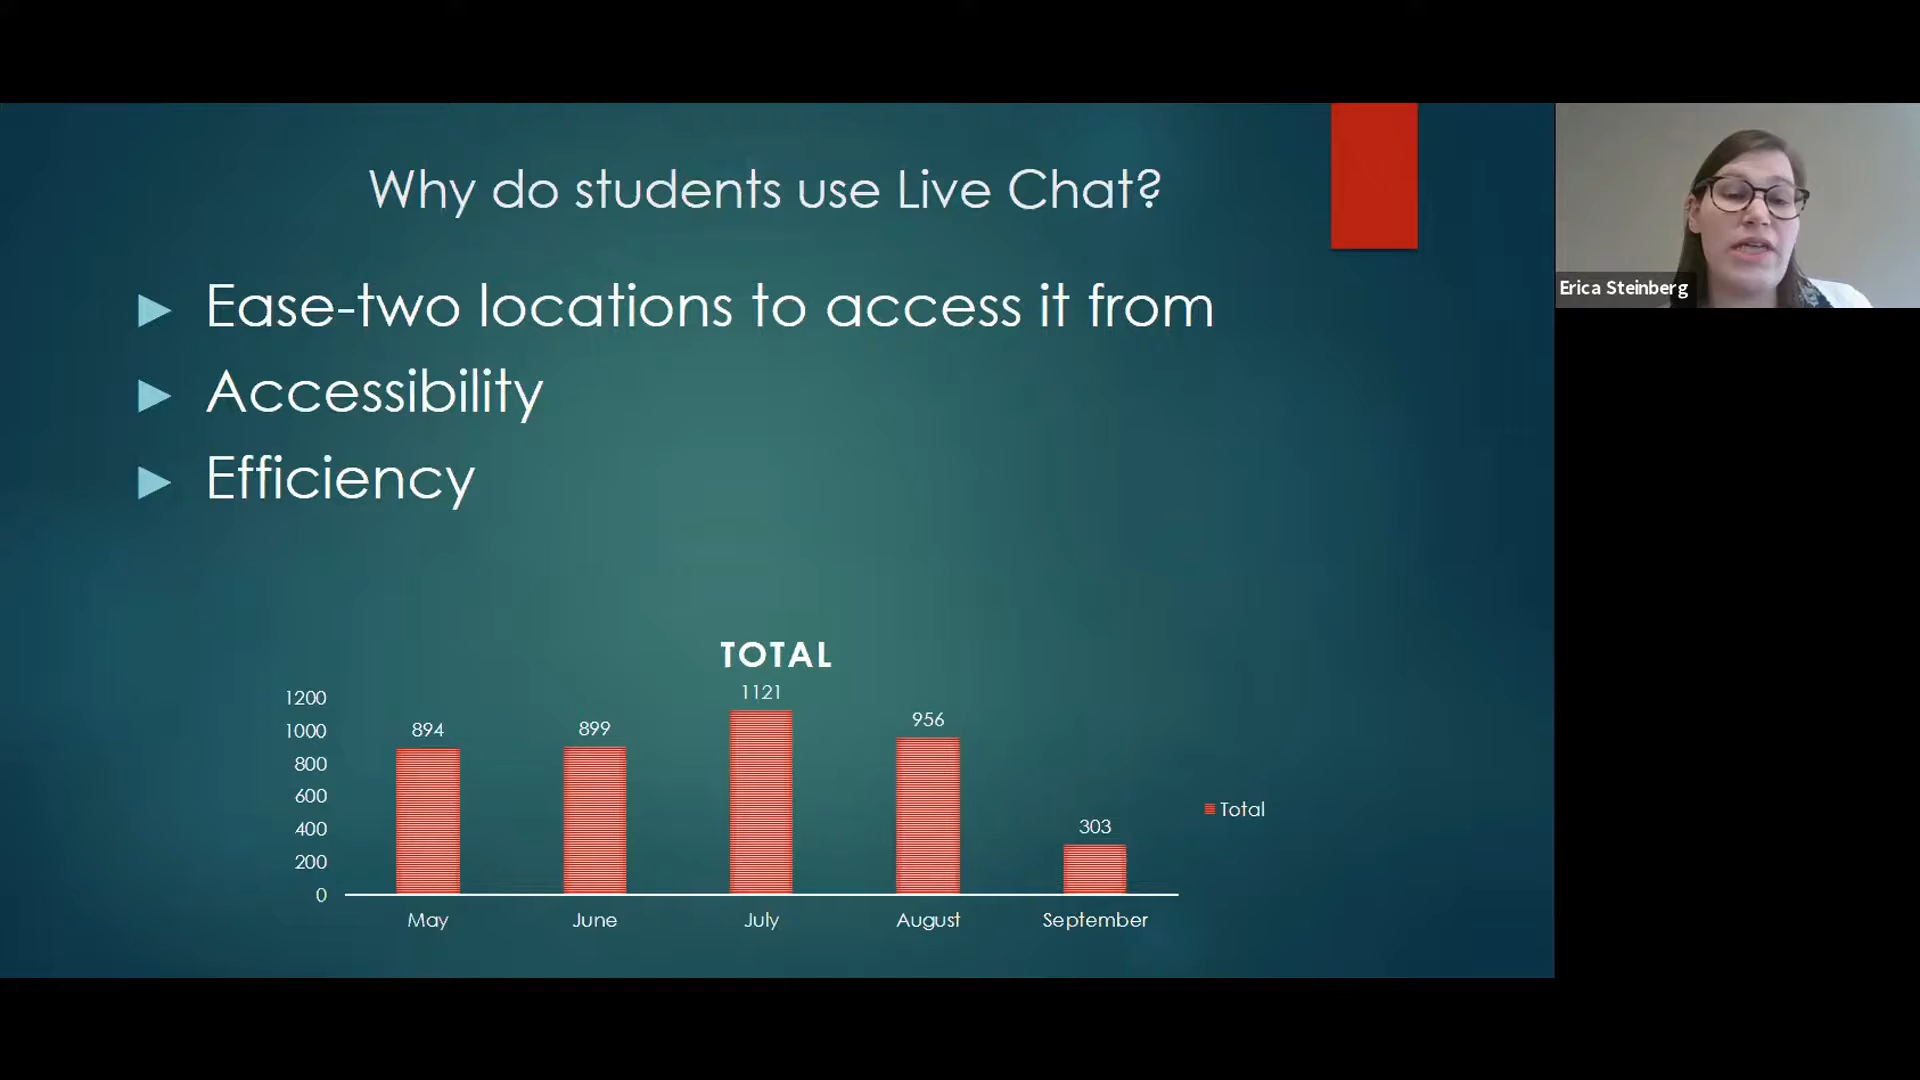 Why do students use Live Chat?
Ease-two locations to access it from
Accessibility
Efficiency
TOTAL
1200
1000
800
600
400
200
0
894
899
1121
956
303
May
June
July
August
September
Total
Erica Steinberg